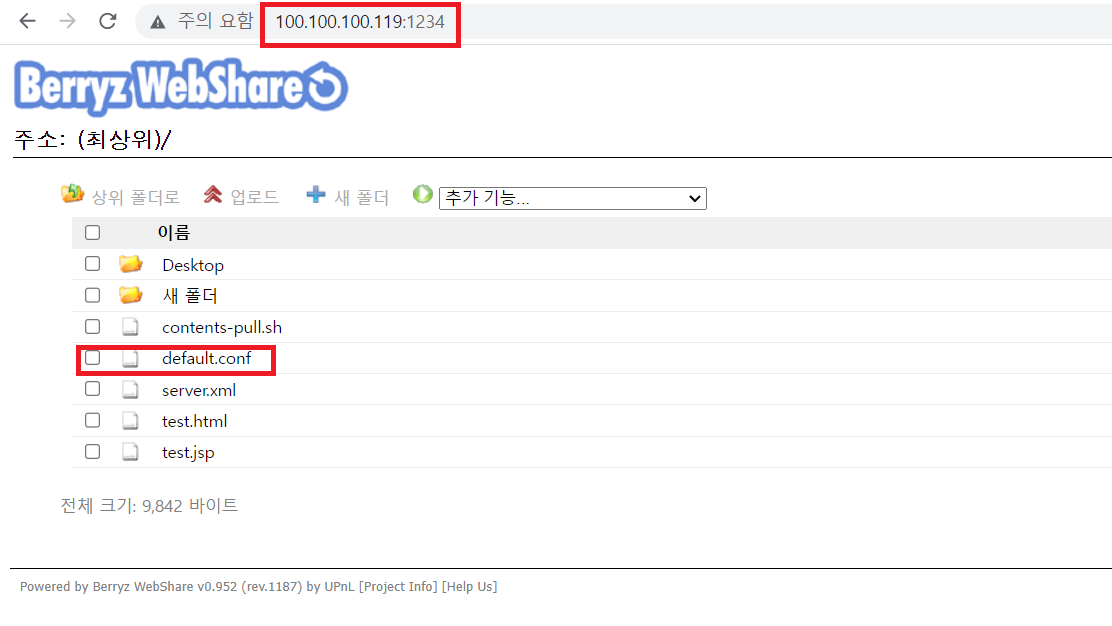 주의 요함 100.100.100.119:1234
Berryz WebShare
주소: (최상위)/
상위 폴더로 업로드 새 폴더 추가 기능...
이름
Desktop
새 폴더
contents-pull.sh
default.conf
server.xml
test.html
test.jsp
전체 크기: 9,842 바이트
Powered by Berryz WebShare v0.952 (rev.1187) by UPnL [Project Info] [Help Us]